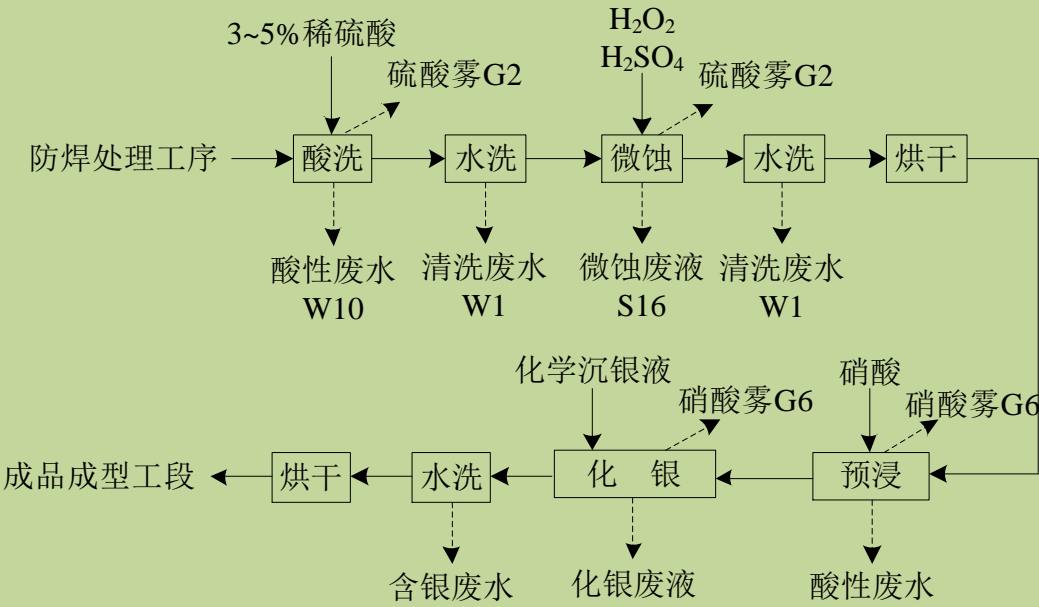 H₂O₂
3~5%稀硫酸
H₂SO₄
硫酸雾G2
硫酸雾G2
防焊处理工序
酸洗
水洗
微蚀
水洗
烘干
酸性废水
W10
清洗废水
W1
微蚀废液
S16
清洗废水
W1
化学沉银液
硝酸雾G6
硝酸
硝酸雾G6
成品成型工段
烘干
水洗
化 银
预浸
含银废水
化银废液
酸性废水